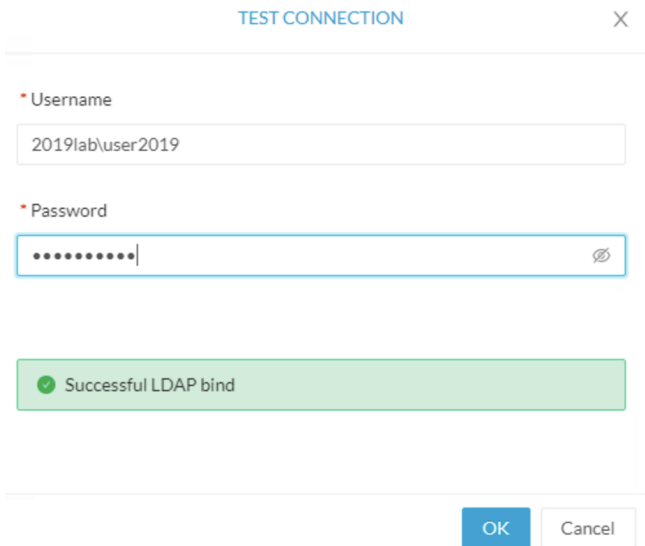 TEST CONNECTION
* Username
2019lab\user2019
* Password
••••••••••
Successful LDAP bind
OK Cancel